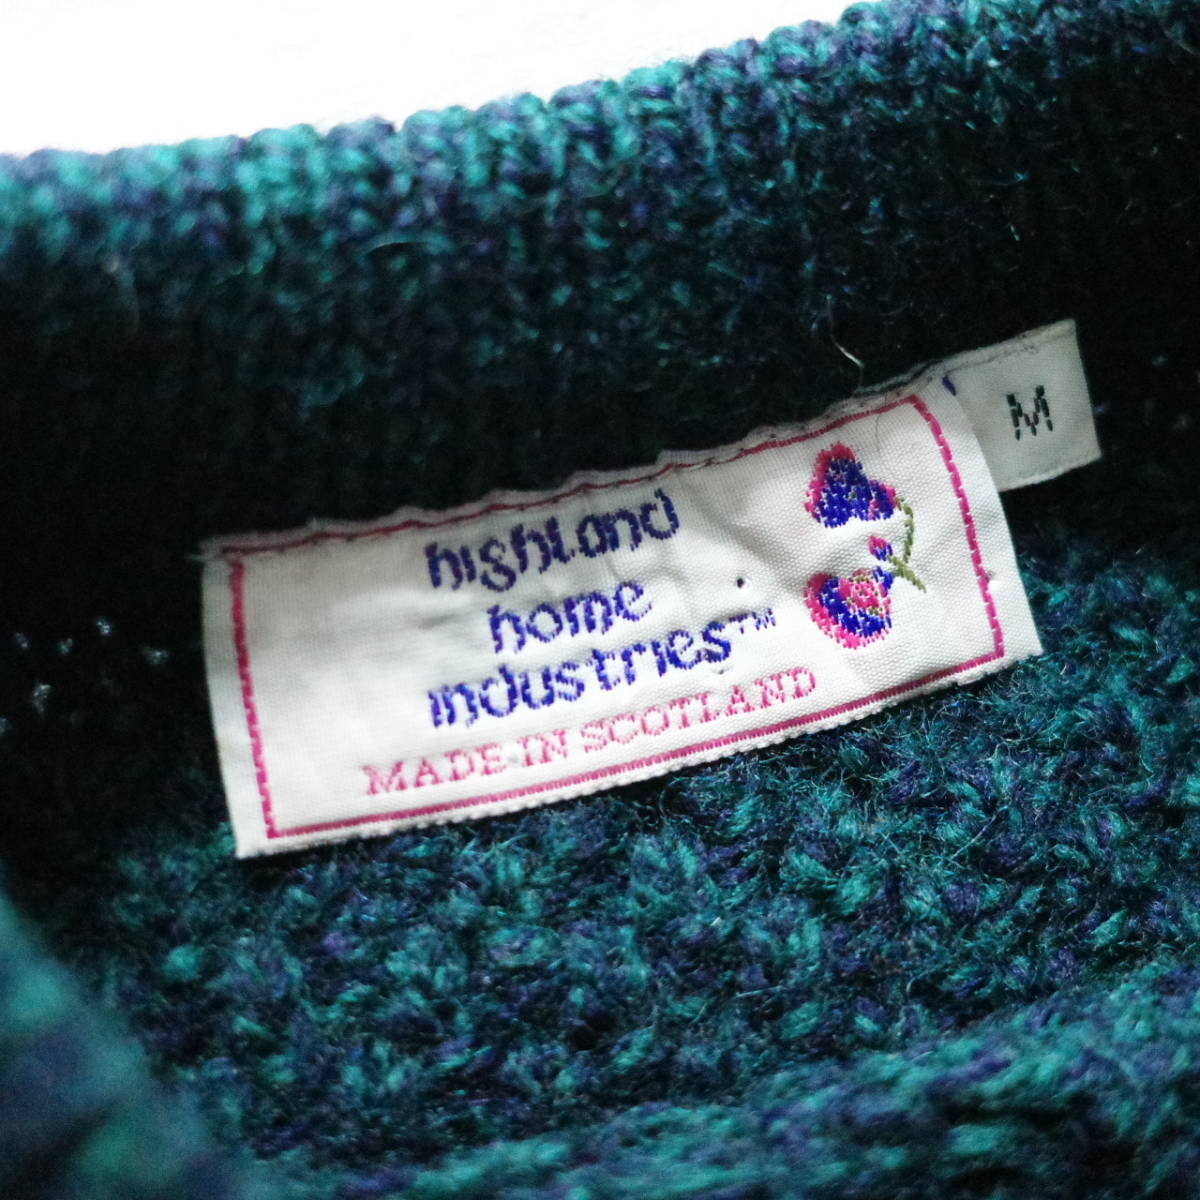 highland
home
industries™
MADE IN SCOTLAND
M